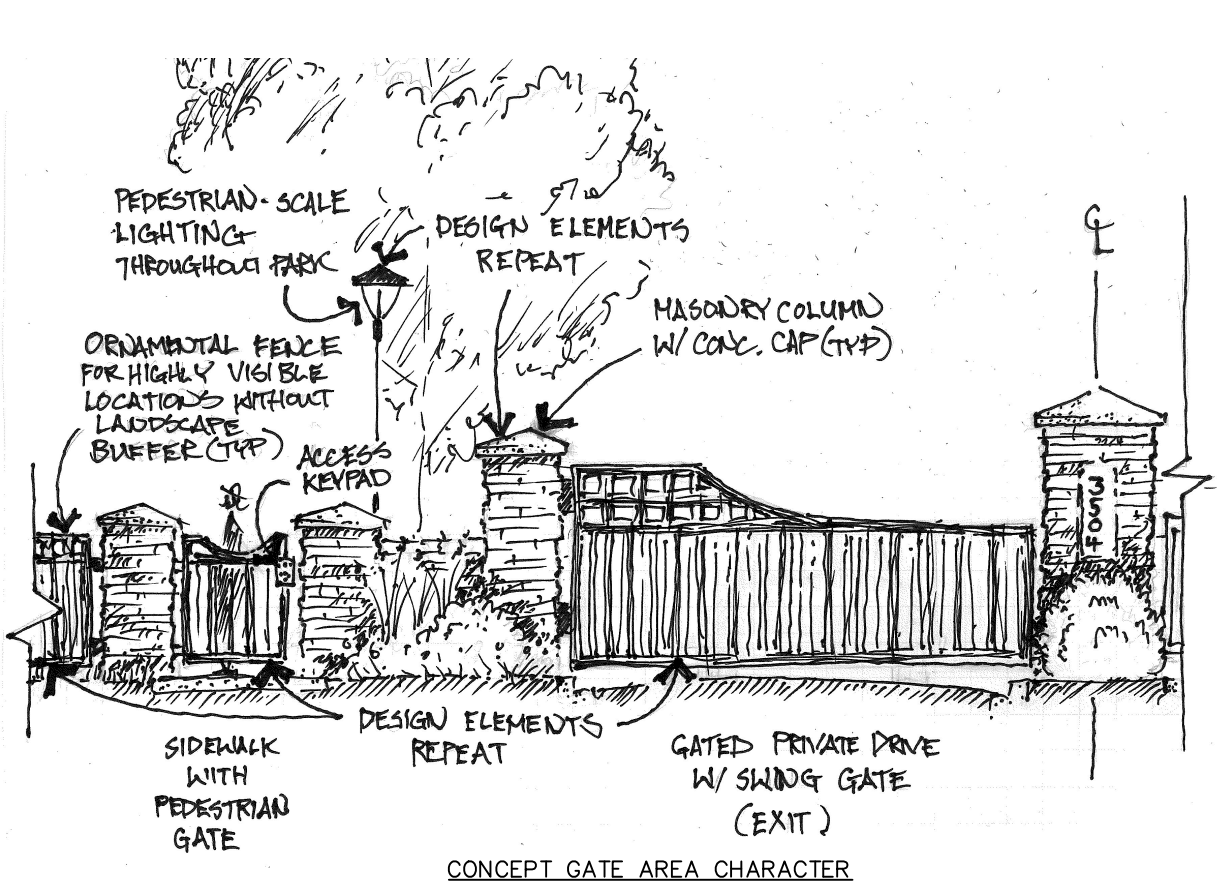 PEDESTRIAN-SCALE
LIGHTING
THROUGHOUT PARK
DESIGN ELEMENTS
REPEAT
MASONRY COLUMN
W/ CONC. CAP (TYP)
ORNAMENTAL FENCE
FOR HIGHLY VISIBLE
LOCATIONS WITHOUT
LANDSCAPE
BUFFER (TYP)
ACCESS
KEYPAD
CL
3504
DESIGN ELEMENTS
REPEAT
SIDEWALK
WITH
PEDESTRIAN
GATE
GATED PRIVATE DRIVE
W/ SWING GATE
(EXIT)
CONCEPT GATE AREA CHARACTER